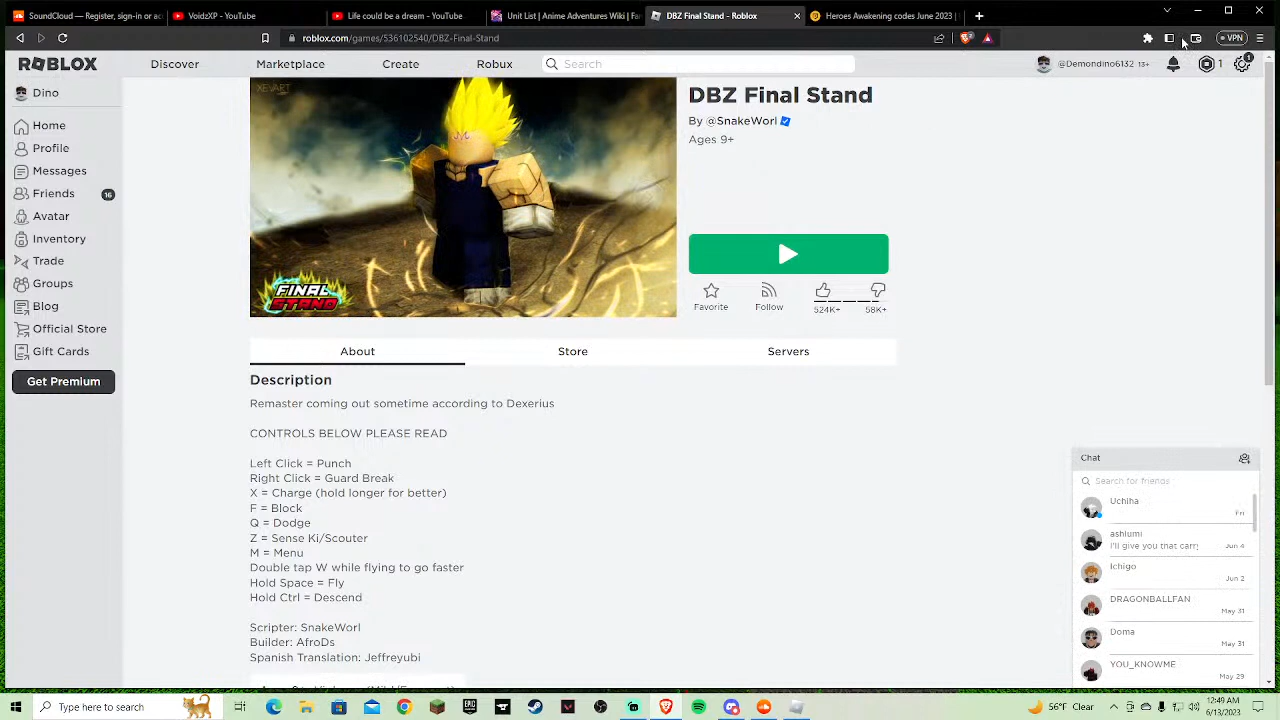 SoundCloud — Register, sign-in or ac
VoidzXP - YouTube
Life could be a dream - YouTube
Unit List | Anime Adventures Wiki | Fa
DBZ Final Stand - Roblox
Heroes Awakening codes June 2023 |
roblox.com/games/536102540/DBZ-Final-Stand
VPN
ROBLOX
Discover
Marketplace
Create
Robux
Search
@Demondino6132 13+
1
Dino
Home
Profile
Messages
Friends 16
Avatar
Inventory
Trade
Groups
Blog
Official Store
Gift Cards
Get Premium
FINAL
STAND
DBZ Final Stand
By @SnakeWorl
Ages 9+
Favorite
Follow
524K+
58K+
About
Store
Servers
Description
Remaster coming out sometime according to Dexerius
CONTROLS BELOW PLEASE READ
Left Click = Punch
Right Click = Guard Break
X = Charge (hold longer for better)
F = Block
Q = Dodge
Z = Sense Ki/Scouter
M = Menu
Double tap W while flying to go faster
Hold Space = Fly
Hold Ctrl = Descend
Scripter: SnakeWorl
Builder: AfroDs
Spanish Translation: Jeffreyubi
Chat
Search for friends
Uchiha
Fri
ashiumi
I'll give you that carry
Jun 4
Ichigo
Jun 2
DRAGONBALLFAN
May 31
Doma
May 31
YOU_KNOWME
May 29
Type here to search
56°F Clear
12:49 AM
6/13/2023